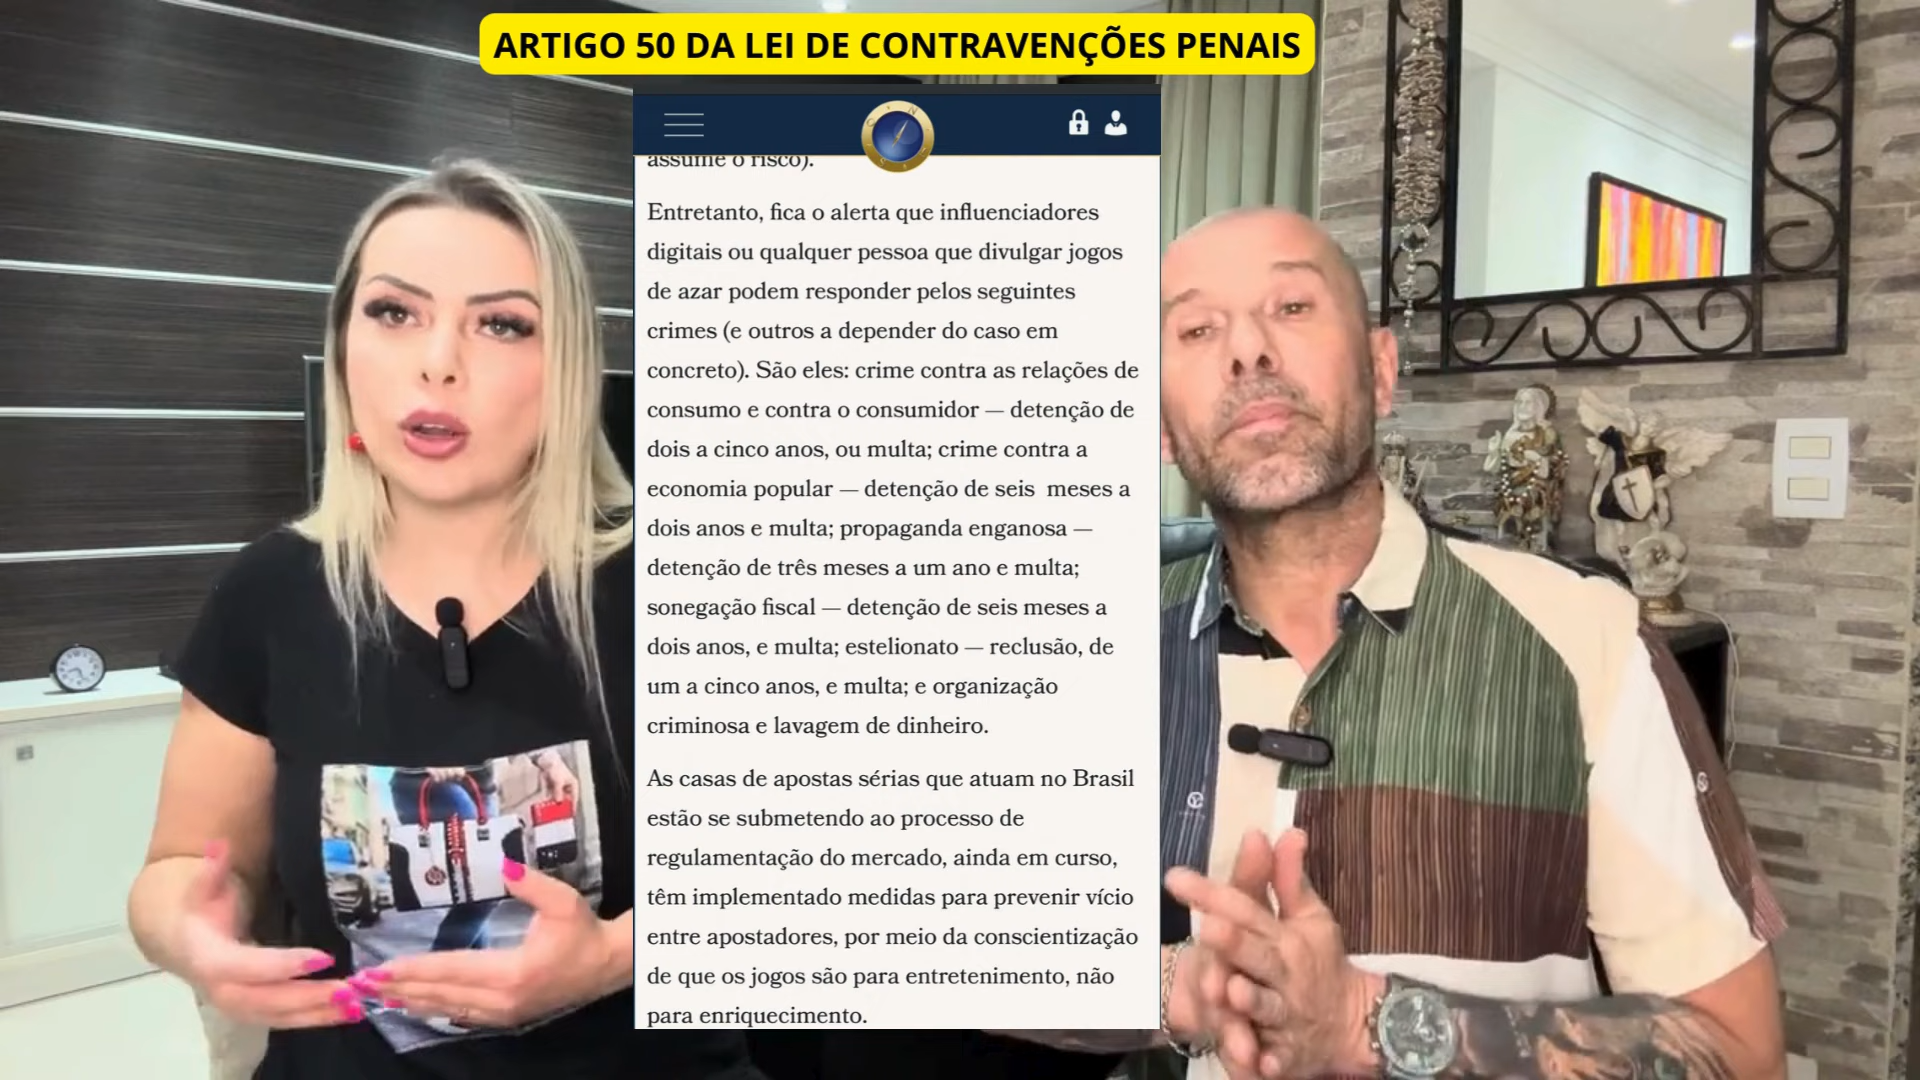 ARTIGO 50 DA LEI DE CONTRAVENÇÕES PENAIS
assume o risco).
Entretanto, fica o alerta que influenciadores
digitais ou qualquer pessoa que divulgar jogos
de azar podem responder pelos seguintes
crimes (e outros a depender do caso em
concreto). São eles: crime contra as relações de
consumo e contra o consumidor — detenção de
dois a cinco anos, ou multa; crime contra a
economia popular — detenção de seis meses a
dois anos e multa; propaganda enganosa —
detenção de três meses a um ano e multa;
sonegação fiscal — detenção de seis meses a
dois anos, e multa; estelionato — reclusão, de
um a cinco anos, e multa; e organização
criminosa e lavagem de dinheiro.
As casas de apostas sérias que atuam no Brasil
estão se submetendo ao processo de
regulamentação do mercado, ainda em curso,
têm implementado medidas para prevenir vício
entre apostadores, por meio da conscientização
de que os jogos são para entretenimento, não
para enriquecimento.